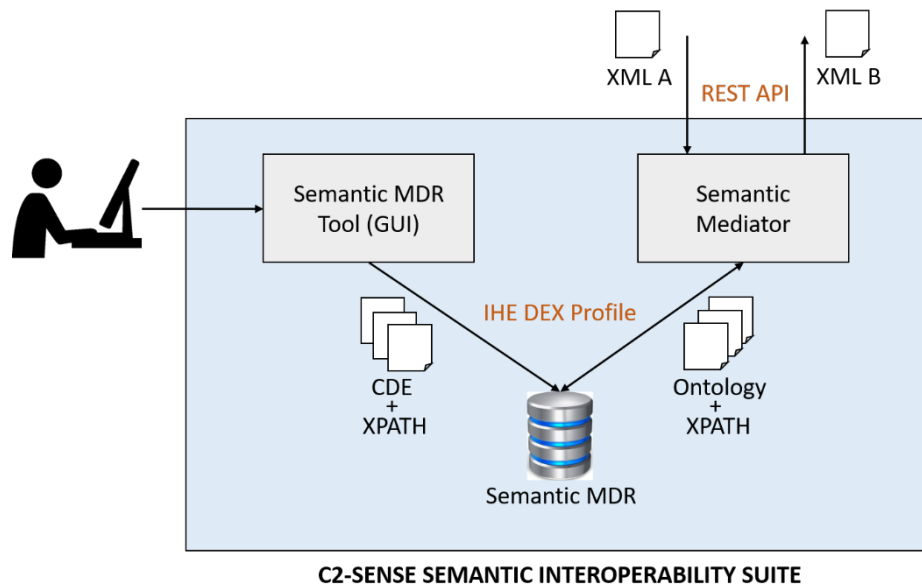 XML A
XML B
REST API
Semantic MDR
Tool (GUI)
Semantic
Mediator
IHE DEX Profile
CDE
+
XPATH
Ontology
+
XPATH
Semantic MDR
C2-SENSE SEMANTIC INTEROPERABILITY SUITE